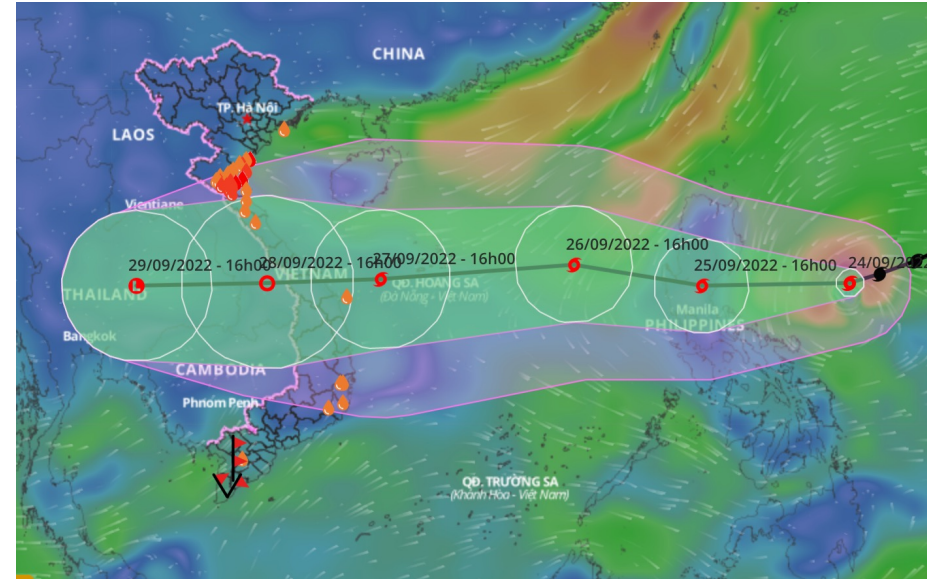 CHINA
TP. Hà Nội
LAOS
Vientiane
26/09/2022 - 16h00
29/09/2022 - 16h00
28/09/2022 - 16h00
27/09/2022 - 16h00
25/09/2022 - 16h00
24/09/2022
VIETNAM
THAILAND
QĐ. HOÀNG SA
(Đà Nẵng - Việt Nam)
Manila
PHILIPPINES
Bangkok
CAMBODIA
Phnom Penh
QĐ. TRƯỜNG SA
(Khánh Hòa - Việt Nam)